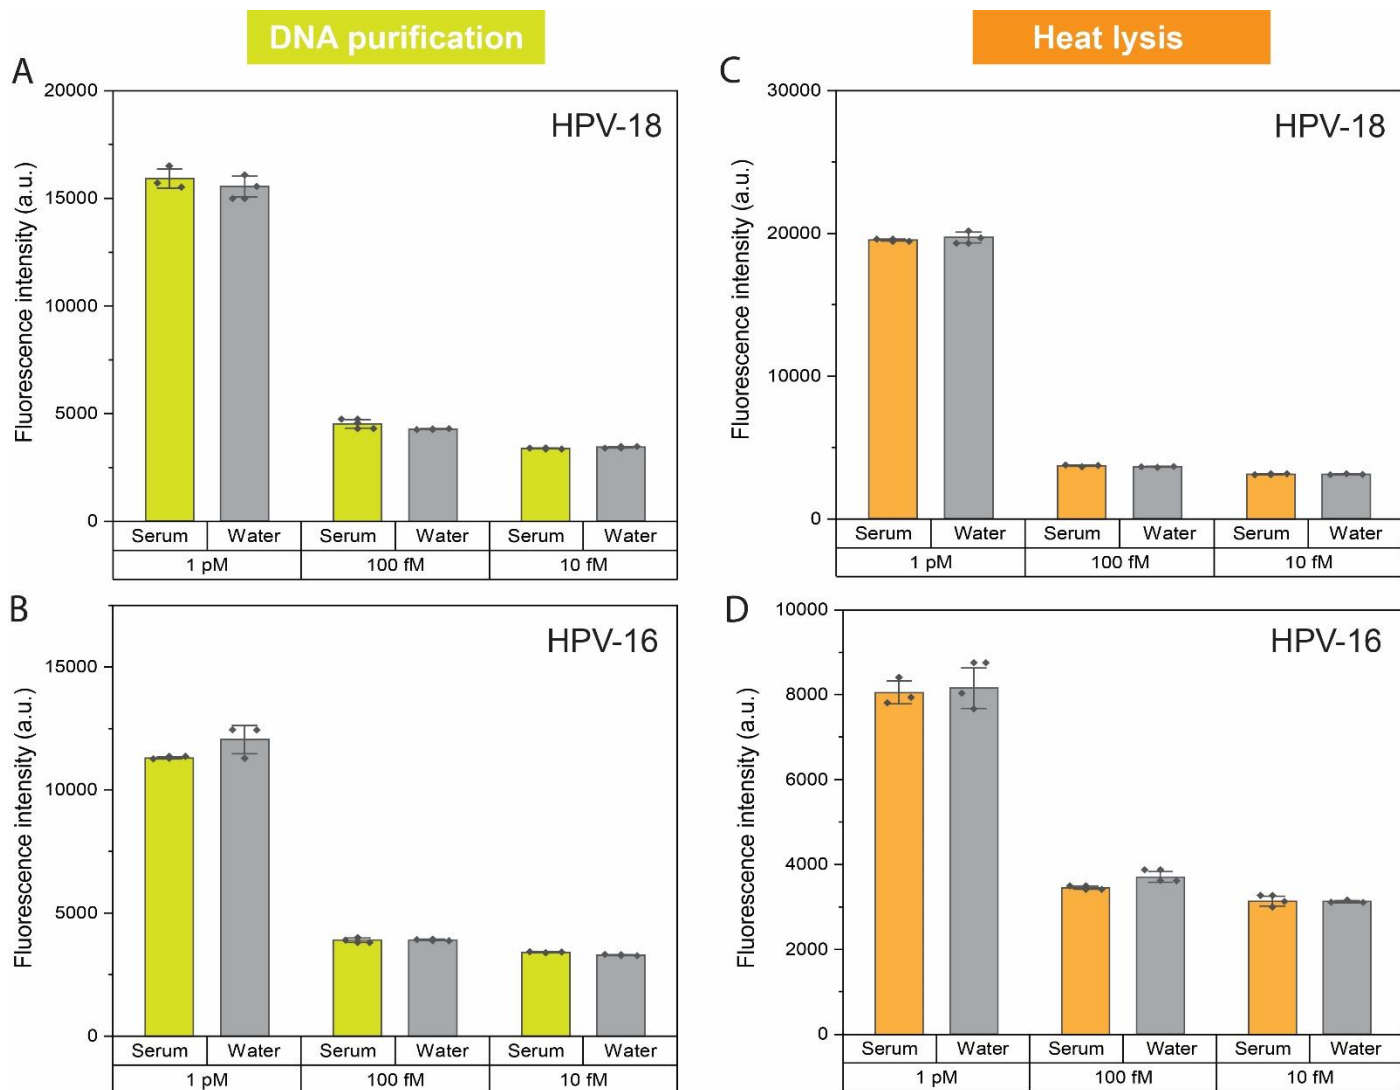 DNA purification
Heat lysis
A
HPV-18
Fluorescence intensity (a.u.)
20000
15000
10000
5000
0
Serum Water Serum Water Serum Water
1 pM 100 fM 10 fM
C
HPV-18
Fluorescence intensity (a.u.)
30000
20000
10000
0
Serum Water Serum Water Serum Water
1 pM 100 fM 10 fM
B
HPV-16
Fluorescence intensity (a.u.)
15000
10000
5000
0
Serum Water Serum Water Serum Water
1 pM 100 fM 10 fM
D
HPV-16
Fluorescence intensity (a.u.)
10000
8000
6000
4000
2000
0
Serum Water Serum Water Serum Water
1 pM 100 fM 10 fM